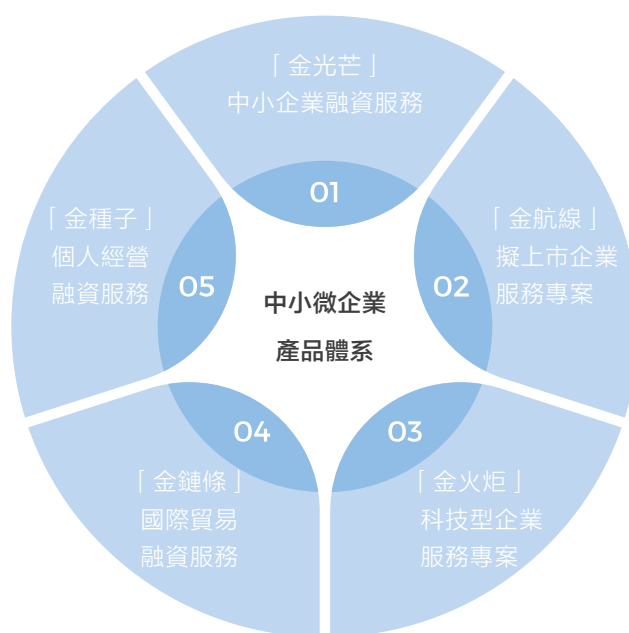 「金光芒」
中小企業融資服務
01
「金航線」
擬上市企業
服務專案
02
「金火炬」
科技型企業
服務專案
03
「金鏈條」
國際貿易
融資服務
04
「金種子」
個人經營
融資服務
05
中小微企業
產品體系